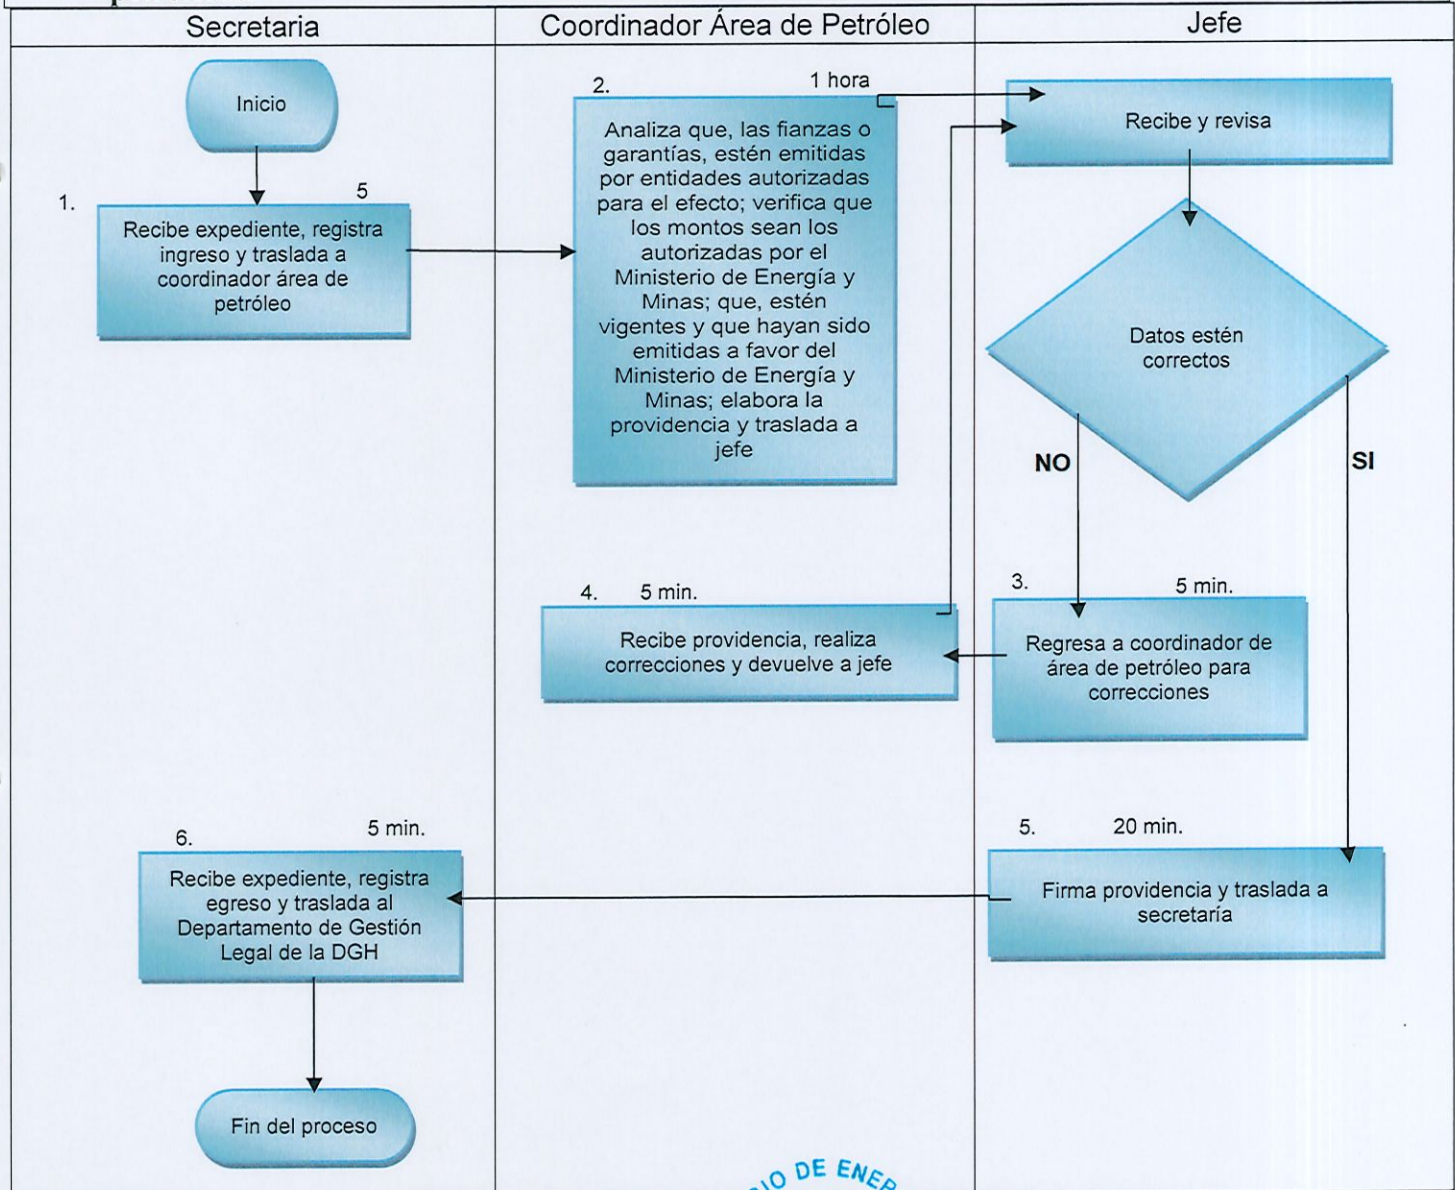 Secretaria
Coordinador Área de Petróleo
Jefe
Inicio
1.
5
Recibe expediente, registra
ingreso y traslada a
coordinador área de
petróleo
2.
1 hora
Analiza que, las fianzas o
garantías, estén emitidas
por entidades autorizadas
para el efecto; verifica que
los montos sean los
autorizadas por el
Ministerio de Energía y
Minas; que, estén
vigentes y que hayan sido
emitidas a favor del
Ministerio de Energía y
Minas; elabora la
providencia y traslada a
jefe
Recibe y revisa
Datos estén
correctos
NO
SI
3.
5 min.
Regresa a coordinador de
área de petróleo para
correcciones
4.
5 min.
Recibe providencia, realiza
correcciones y devuelve a jefe
5.
20 min.
Firma providencia y traslada a
secretaría
6.
5 min.
Recibe expediente, registra
egreso y traslada al
Departamento de Gestión
Legal de la DGH
Fin del proceso
DE